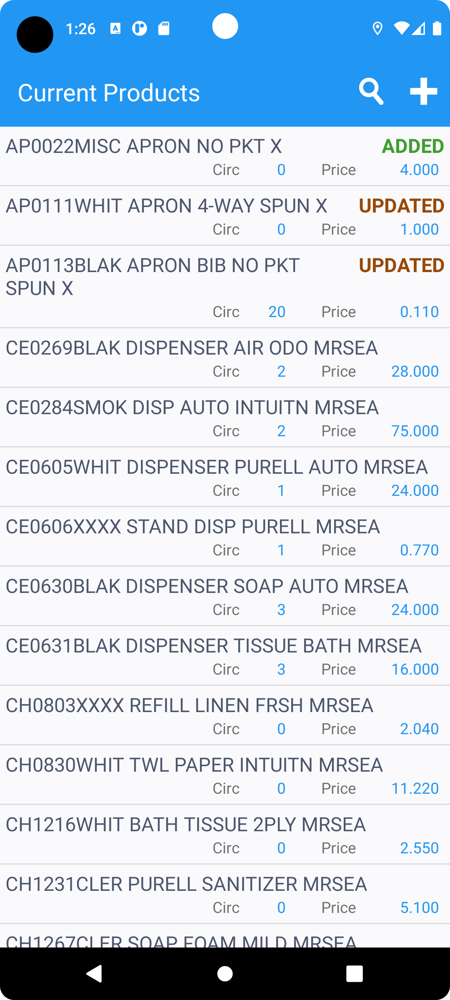 1:26
Current Products
AP0022MISC APRON NO PKT X ADDED
Circ 0 Price 4.000
AP0111WHIT APRON 4-WAY SPUN X UPDATED
Circ 0 Price 1.000
AP0113BLAK APRON BIB NO PKT UPDATED
SPUN X
Circ 20 Price 0.110
CE0269BLAK DISPENSER AIR ODO MRSEA
Circ 2 Price 28.000
CE0284SMOK DISP AUTO INTUITN MRSEA
Circ 2 Price 75.000
CE0605WHIT DISPENSER PURELL AUTO MRSEA
Circ 1 Price 24.000
CE0606XXXX STAND DISP PURELL MRSEA
Circ 1 Price 0.770
CE0630BLAK DISPENSER SOAP AUTO MRSEA
Circ 3 Price 24.000
CE0631BLAK DISPENSER TISSUE BATH MRSEA
Circ 3 Price 16.000
CH0803XXXX REFILL LINEN FRSH MRSEA
Circ 0 Price 2.040
CH0830WHIT TWL PAPER INTUITN MRSEA
Circ 0 Price 11.220
CH1216WHIT BATH TISSUE 2PLY MRSEA
Circ 0 Price 2.550
CH1231CLER PURELL SANITIZER MRSEA
Circ 0 Price 5.100
CH1267CLER SOAP FOAM MILD MRSEA